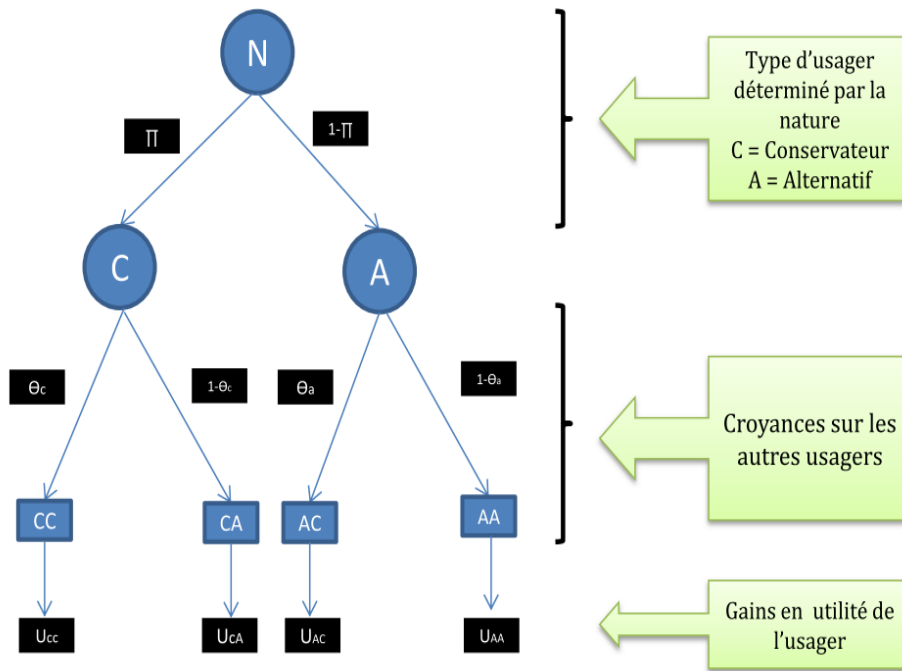 N
Type d'usager
déterminé par la
nature
C = Conservateur
A = Alternatif
∏
1-∏
C
A
Θc
1-Θc
Θa
1-Θa
Croyances sur les
autres usagers
CC
CA
AC
AA
Ucc
UCA
UAC
UAA
Gains en utilité de
l'usager